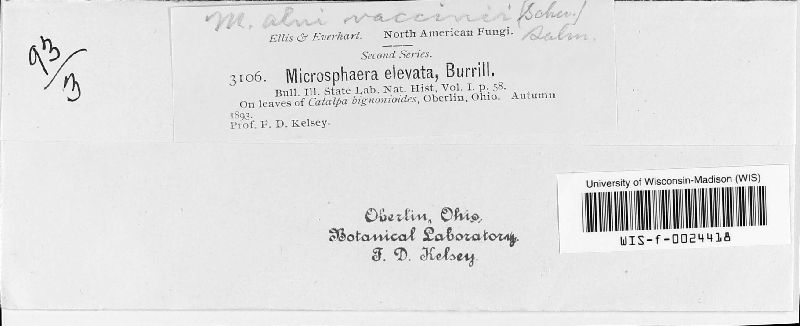 M. alni vaccinii (Schw.)
Salm.
Ellis & Everhart. North American Fungi.
Second Series.
3106. Microsphaera elevata, Burrill.
Bull. Ill. State Lab. Nat. Hist. Vol. I. p. 58.
On leaves of Catalpa bignonioides, Oberlin, Ohio. Autumn
1893.
Prof. F. D. Kelsey.
93/3
University of Wisconsin-Madison (WIS)
WIS-f-0024418
Oberlin, Ohio,
Botanical Laboratory.
F. D. Kelsey.